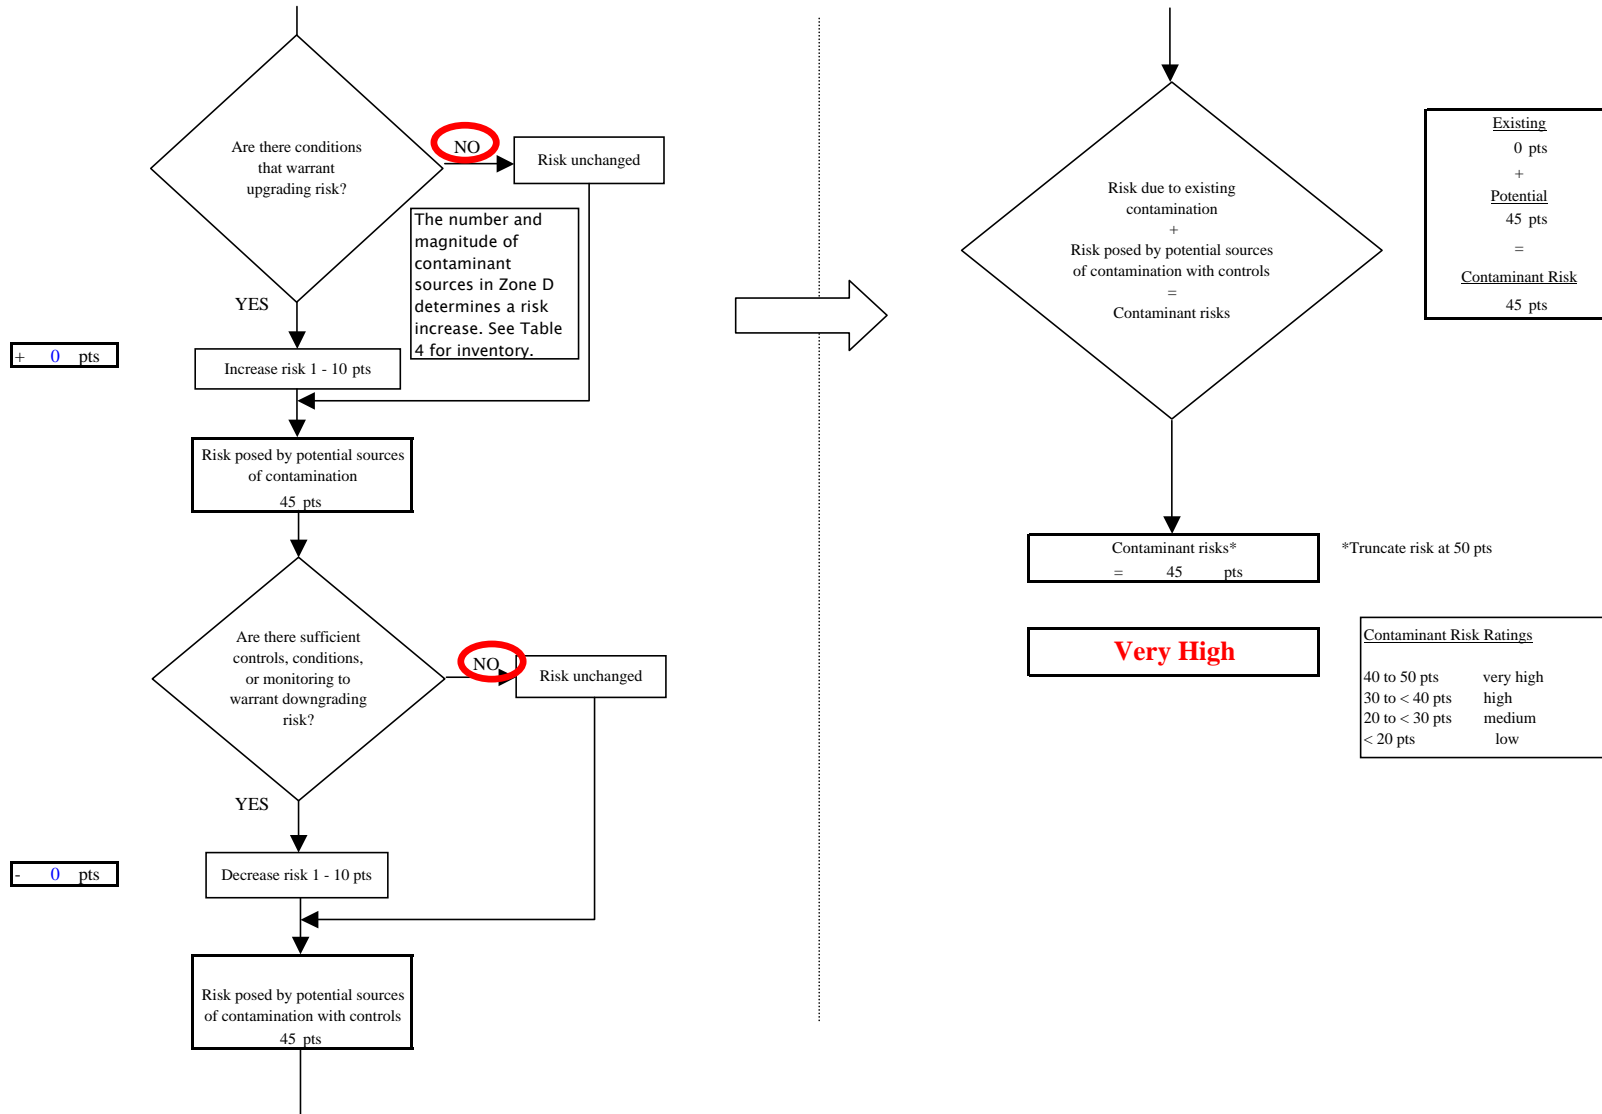 Are there conditions
that warrant
upgrading risk?
NO
Risk unchanged
The number and
magnitude of
contaminant
sources in Zone D
determines a risk
increase. See Table
4 for inventory.
YES
+ 0 pts
Increase risk 1 - 10 pts
Risk posed by potential sources
of contamination
45 pts
Are there sufficient
controls, conditions,
or monitoring to
warrant downgrading
risk?
NO
Risk unchanged
YES
- 0 pts
Decrease risk 1 - 10 pts
Risk posed by potential sources
of contamination with controls
45 pts
Risk due to existing
contamination
+
Risk posed by potential sources
of contamination with controls
=
Contaminant risks
Existing
0 pts
+
Potential
45 pts
=
Contaminant Risk
45 pts
Contaminant risks*
= 45 pts
*Truncate risk at 50 pts
Very High
Contaminant Risk Ratings
40 to 50 pts very high
30 to < 40 pts high
20 to < 30 pts medium
< 20 pts low